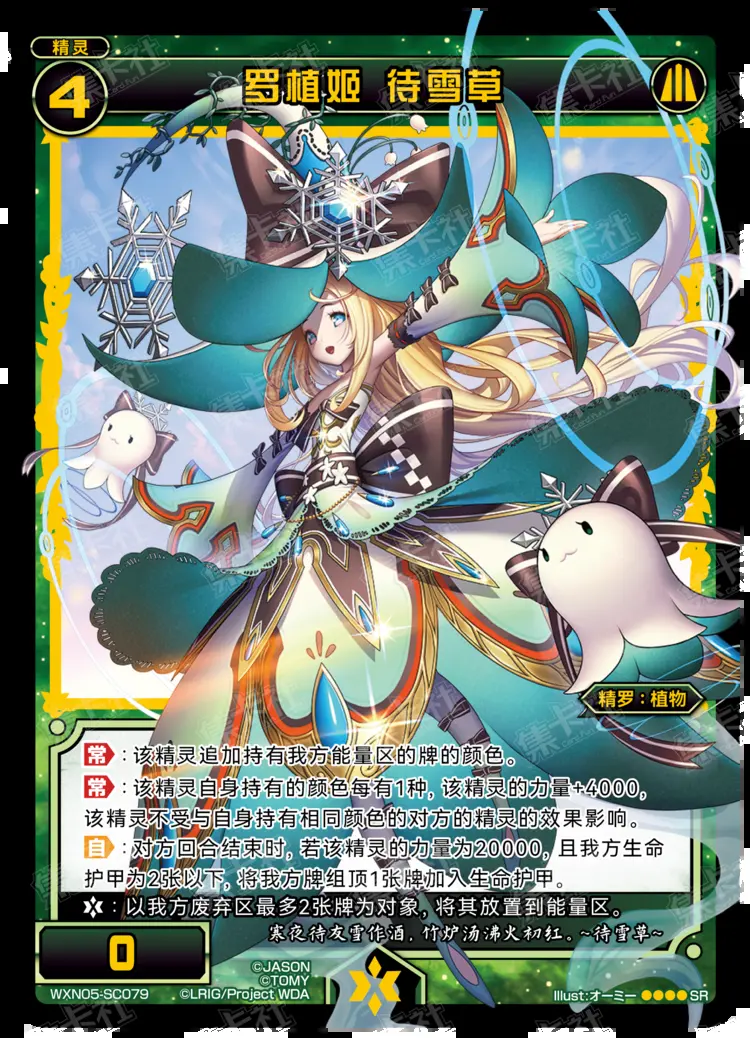 精灵
4
罗植姬 待雪草
精罗：植物
常：该精灵追加持有我方能量区的牌的颜色。
常：该精灵自身持有的颜色每有1种，该精灵的力量+4000，
该精灵不受与自身持有相同颜色的对方的精灵的效果影响。
自：对方回合结束时，若该精灵的力量为20000，且我方生命
护甲为2张以下，将我方牌组顶1张牌加入生命护甲。
：以我方废弃区最多2张牌为对象，将其放置到能量区。
寒夜待友雪作酒，竹炉汤沸火初红。~待雪草~
0
©JASON
©TOMY
WXN05-SC079 ©LRIG/Project WDA
Illust:オーミー ●●●●SR
集卡社